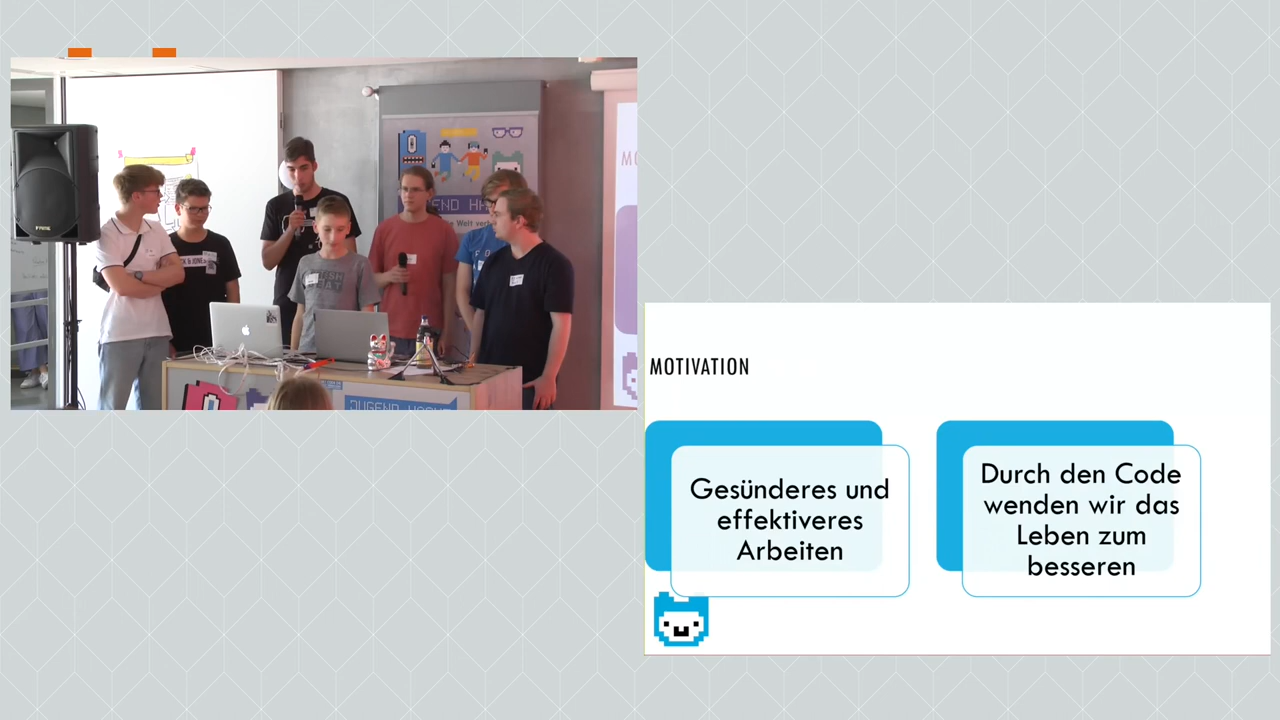 MOTIVATION
Gesünderes und
effektiveres
Arbeiten
Durch den Code
wenden wir das
Leben zum
besseren